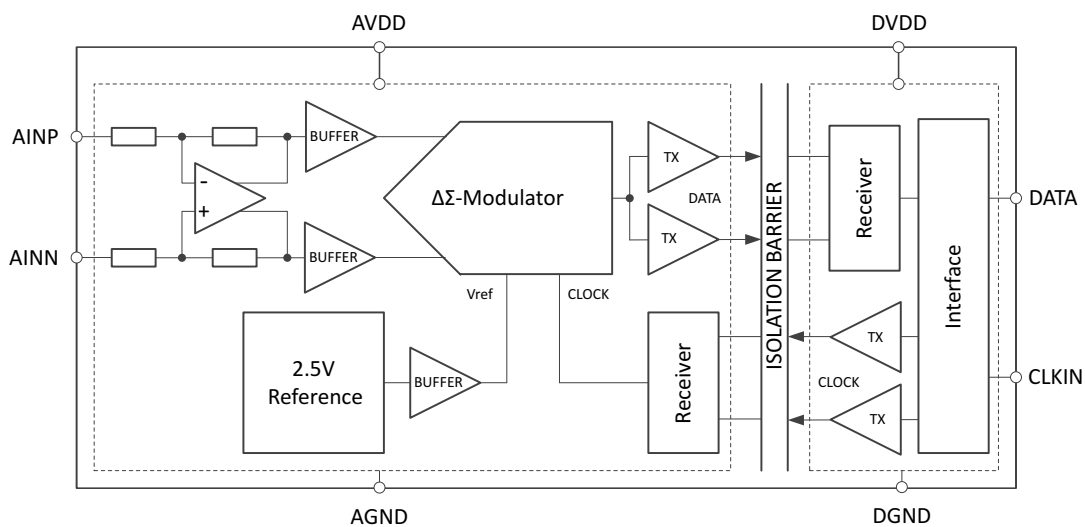 AVDD
DVDD
AINP
BUFFER
TX
-
+
ΔΣ-Modulator
DATA
Receiver
DATA
AINN
BUFFER
TX
Vref
CLOCK
ISOLATION BARRIER
Interface
2.5V
Reference
BUFFER
Receiver
TX
CLOCK
CLKIN
TX
AGND
DGND